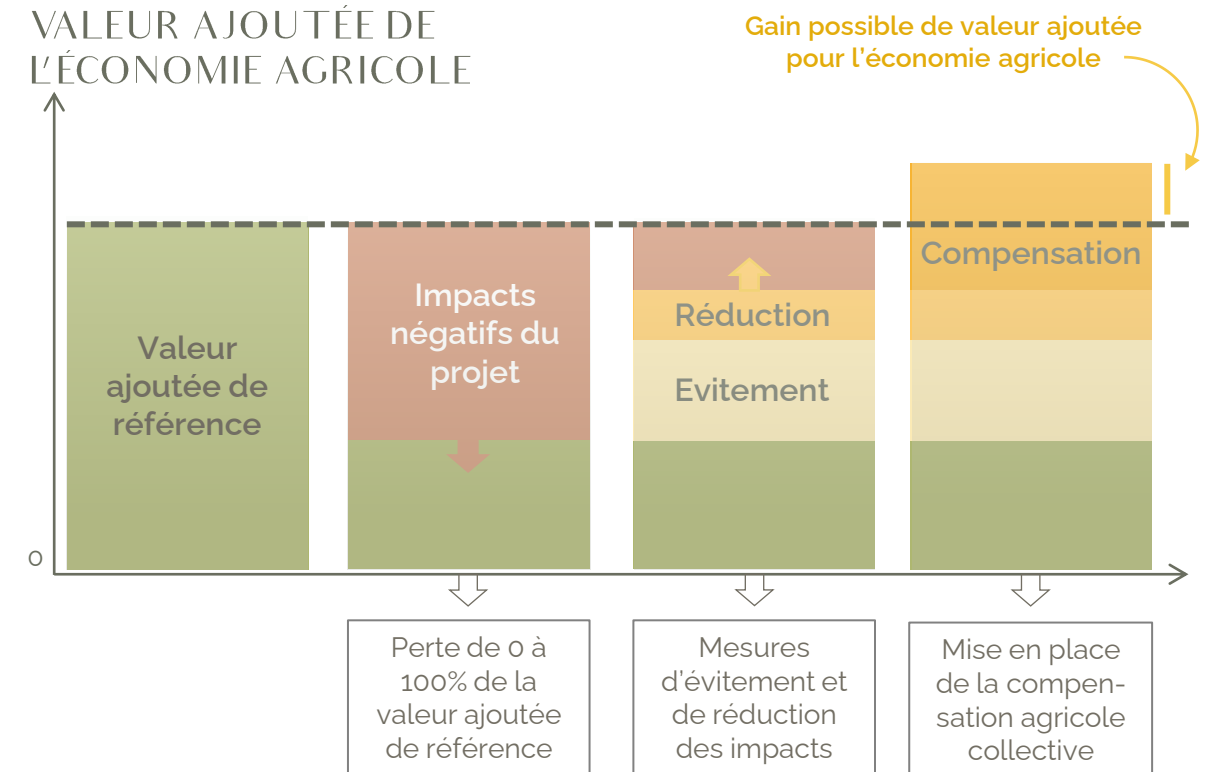 VALEUR AJOUTÉE DE
L'ÉCONOMIE AGRICOLE
Gain possible de valeur ajoutée
pour l'économie agricole
Valeur
ajoutée de
référence
Impacts
négatifs du
projet
Réduction
Evitement
Compensation
0
Perte de 0 à
100% de la
valeur ajoutée
de référence
Mesures
d'évitement et
de réduction
des impacts
Mise en place
de la compen-
sation agricole
collective